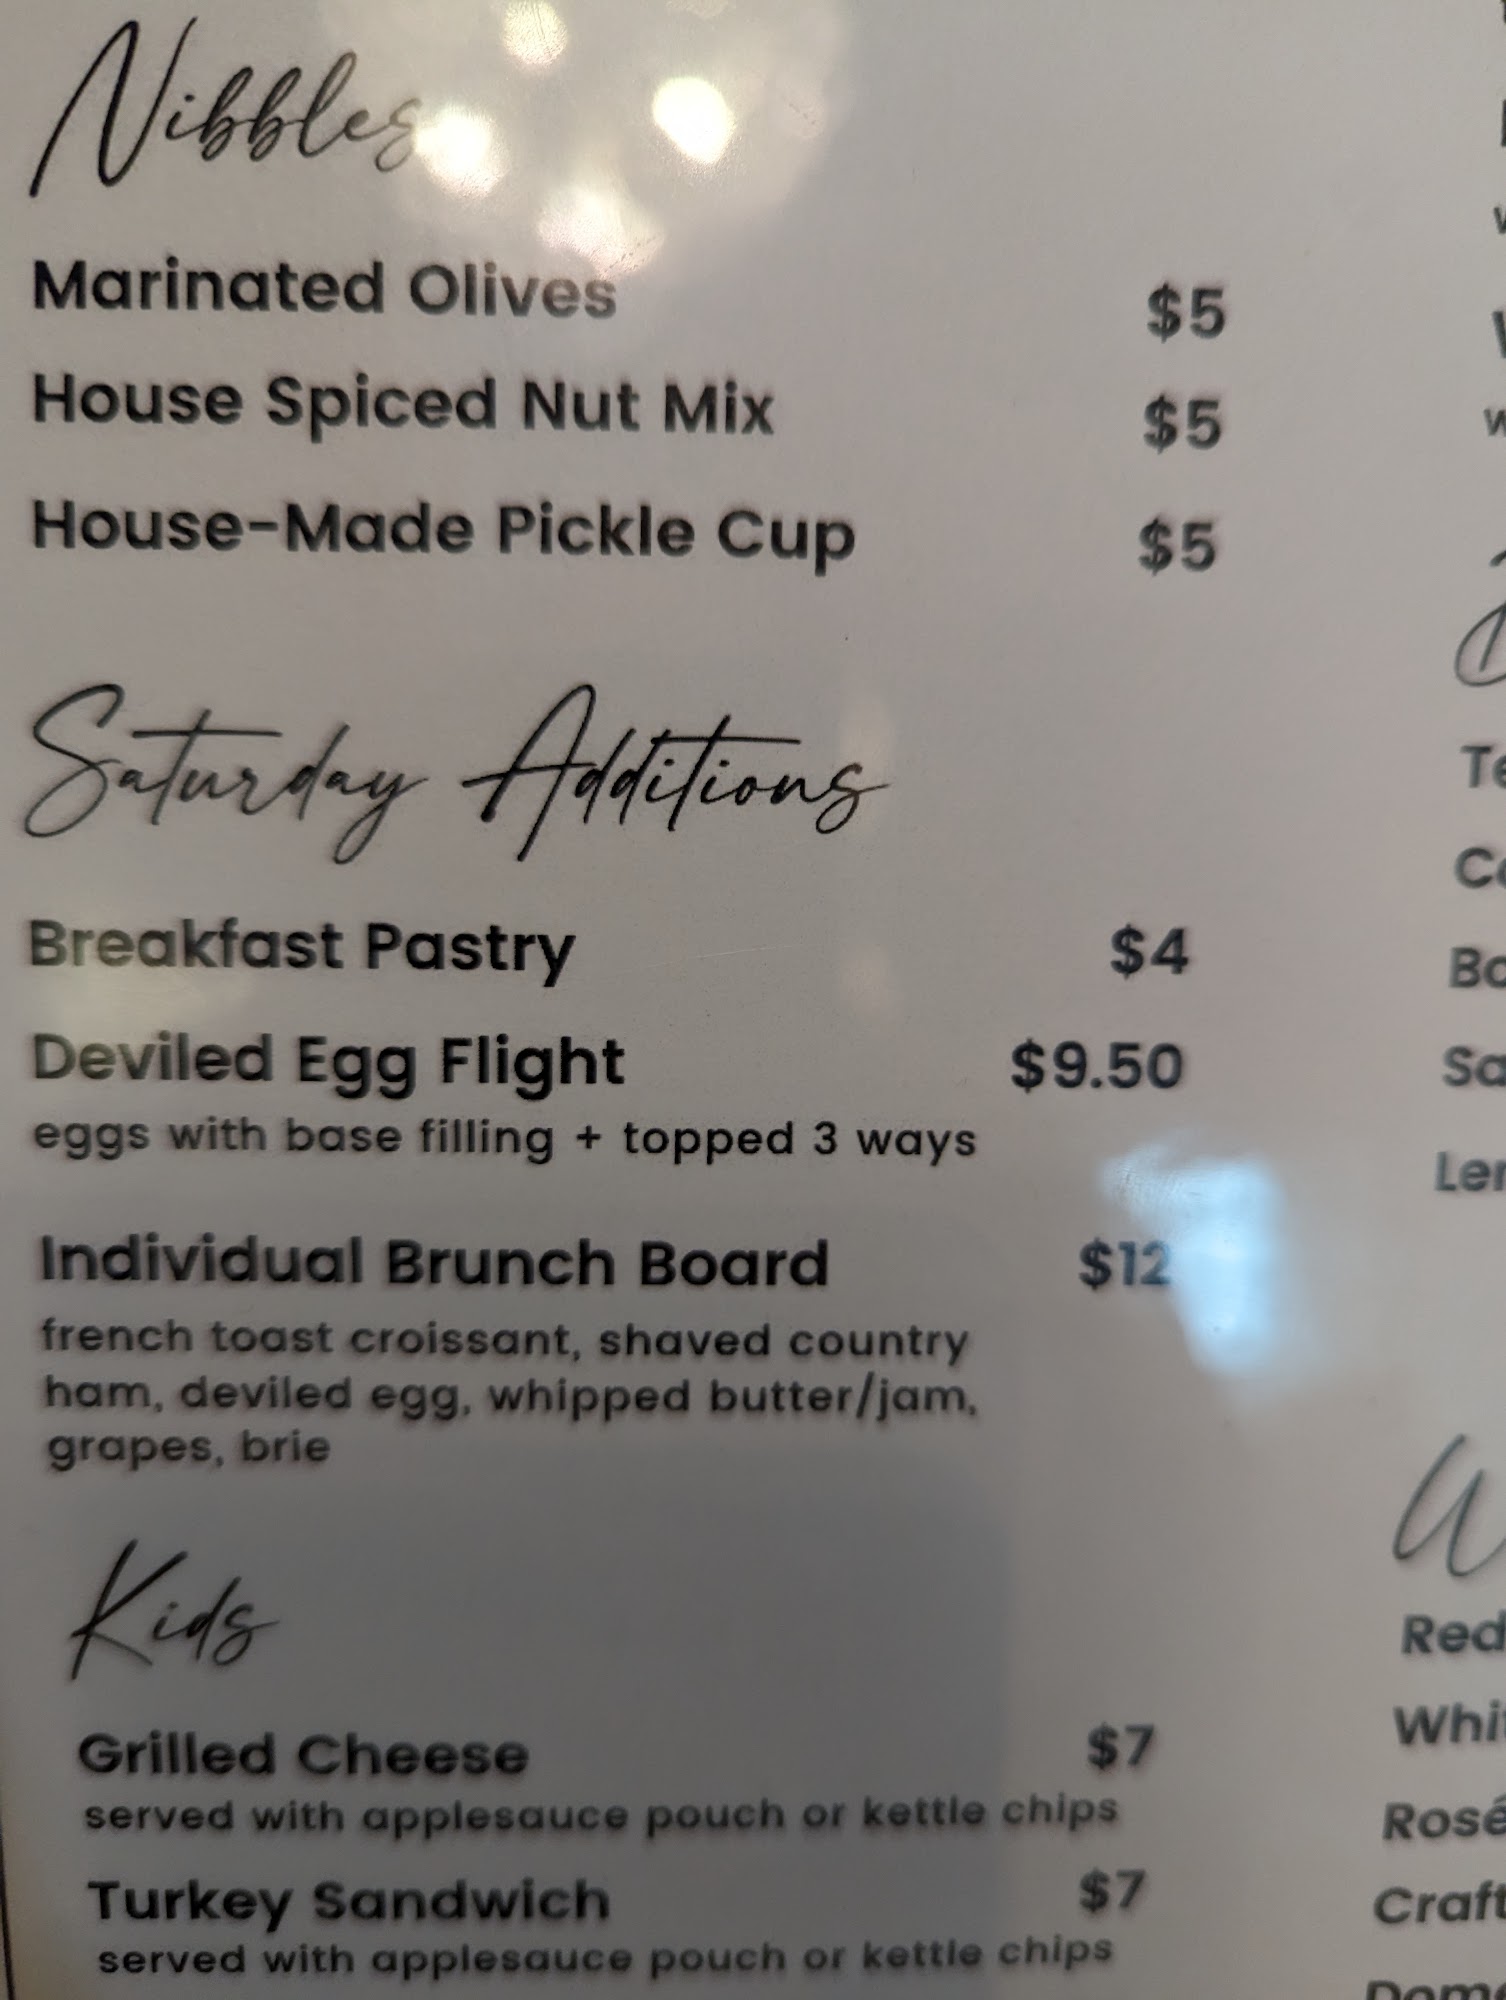 Nibbles
Marinated Olives $5
House Spiced Nut Mix $5
House-Made Pickle Cup $5
Saturday Additions
Breakfast Pastry $4
Deviled Egg Flight $9.50
eggs with base filling + topped 3 ways
Individual Brunch Board $12
french toast croissant, shaved country
ham, deviled egg, whipped butter/jam,
grapes, brie
Kids
Grilled Cheese $7
served with applesauce pouch or kettle chips
Turkey Sandwich $7
served with applesauce pouch or kettle chips
Red
Rosé
Craft